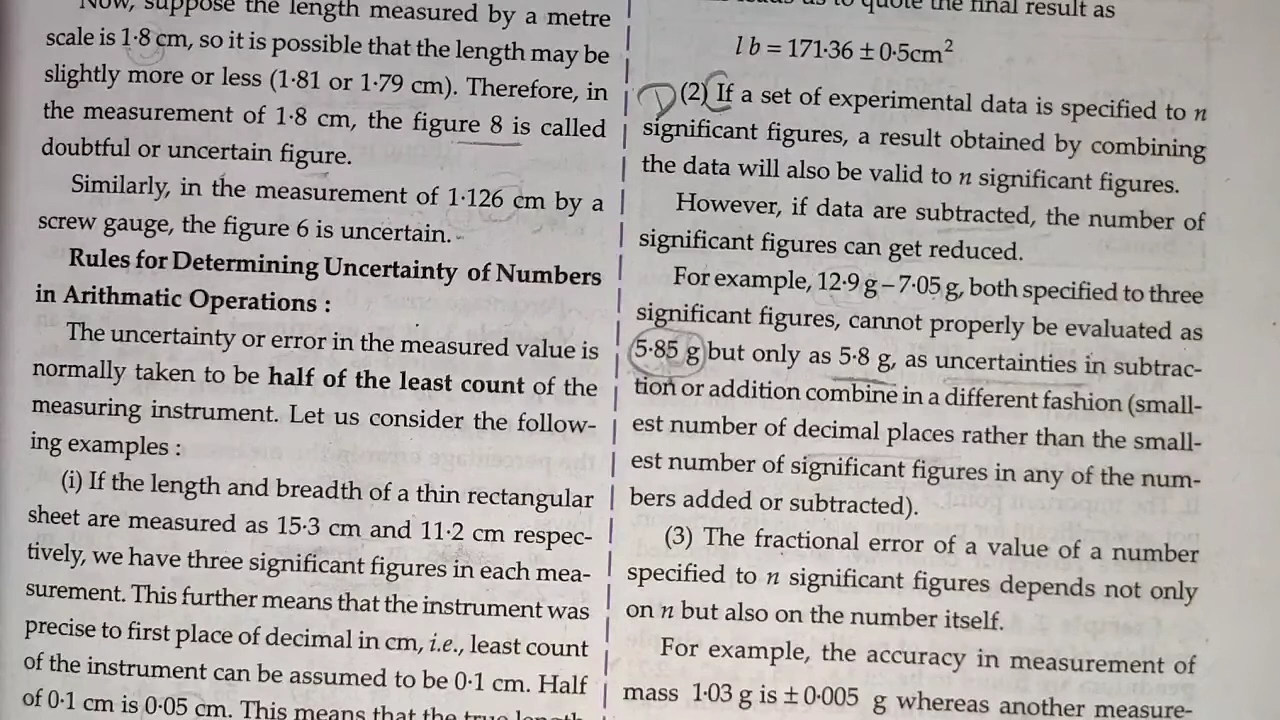 Now, suppose the length measured by a metre
scale is 1·8 cm, so it is possible that the length may be
slightly more or less (1·81 or 1·79 cm). Therefore, in
the measurement of 1·8 cm, the figure 8 is called
doubtful or uncertain figure.
Similarly, in the measurement of 1·126 cm by a
screw gauge, the figure 6 is uncertain.
Rules for Determining Uncertainty of Numbers
in Arithmatic Operations :
The uncertainty or error in the measured value is
normally taken to be half of the least count of the
measuring instrument. Let us consider the follow-
ing examples :
(i) If the length and breadth of a thin rectangular
sheet are measured as 15·3 cm and 11·2 cm respec-
tively, we have three significant figures in each mea-
surement. This further means that the instrument was
precise to first place of decimal in cm, i.e., least count
of the instrument can be assumed to be 0·1 cm. Half
of 0·1 cm is 0·05 cm. This means that the true length
us to quote the final result as
l b = 171·36 ± 0·5cm²
(2) If a set of experimental data is specified to n
significant figures, a result obtained by combining
the data will also be valid to n significant figures.
However, if data are subtracted, the number of
significant figures can get reduced.
For example, 12·9 g – 7·05 g, both specified to three
significant figures, cannot properly be evaluated as
5·85 g but only as 5·8 g, as uncertainties in subtrac-
tion or addition combine in a different fashion (small-
est number of decimal places rather than the small-
est number of significant figures in any of the num-
bers added or subtracted).
(3) The fractional error of a value of a number
specified to n significant figures depends not only
on n but also on the number itself.
For example, the accuracy in measurement of
mass 1·03 g is ± 0·005 g whereas another measure-